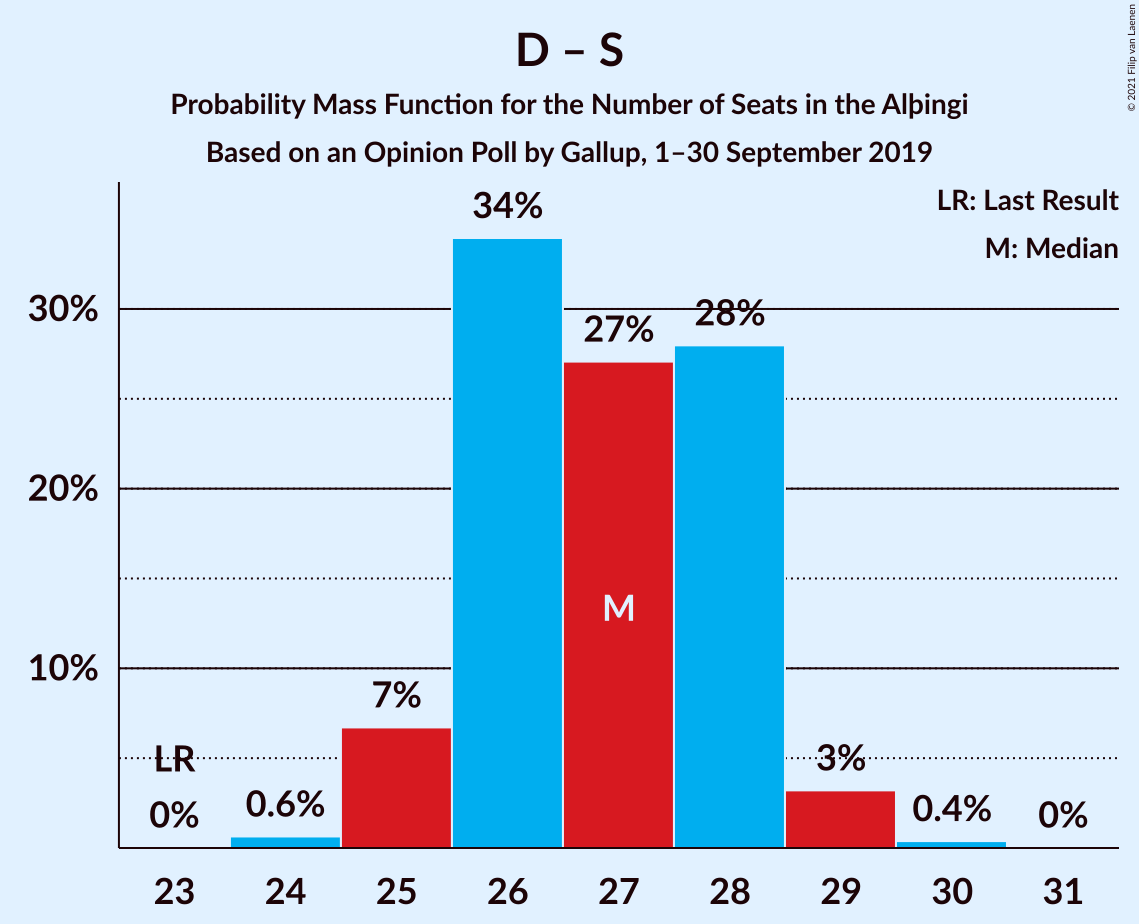 D – S
Probability Mass Function for the Number of Seats in the Alþingi
Based on an Opinion Poll by Gallup, 1–30 September 2019
© 2021 Filip van Laenen
LR: Last Result
M: Median
34%
30%
28%
27%
20%
M
10%
7%
LR
3%
0%
0.6%
0.4%
0%
23 24 25 26 27 28 29 30 31